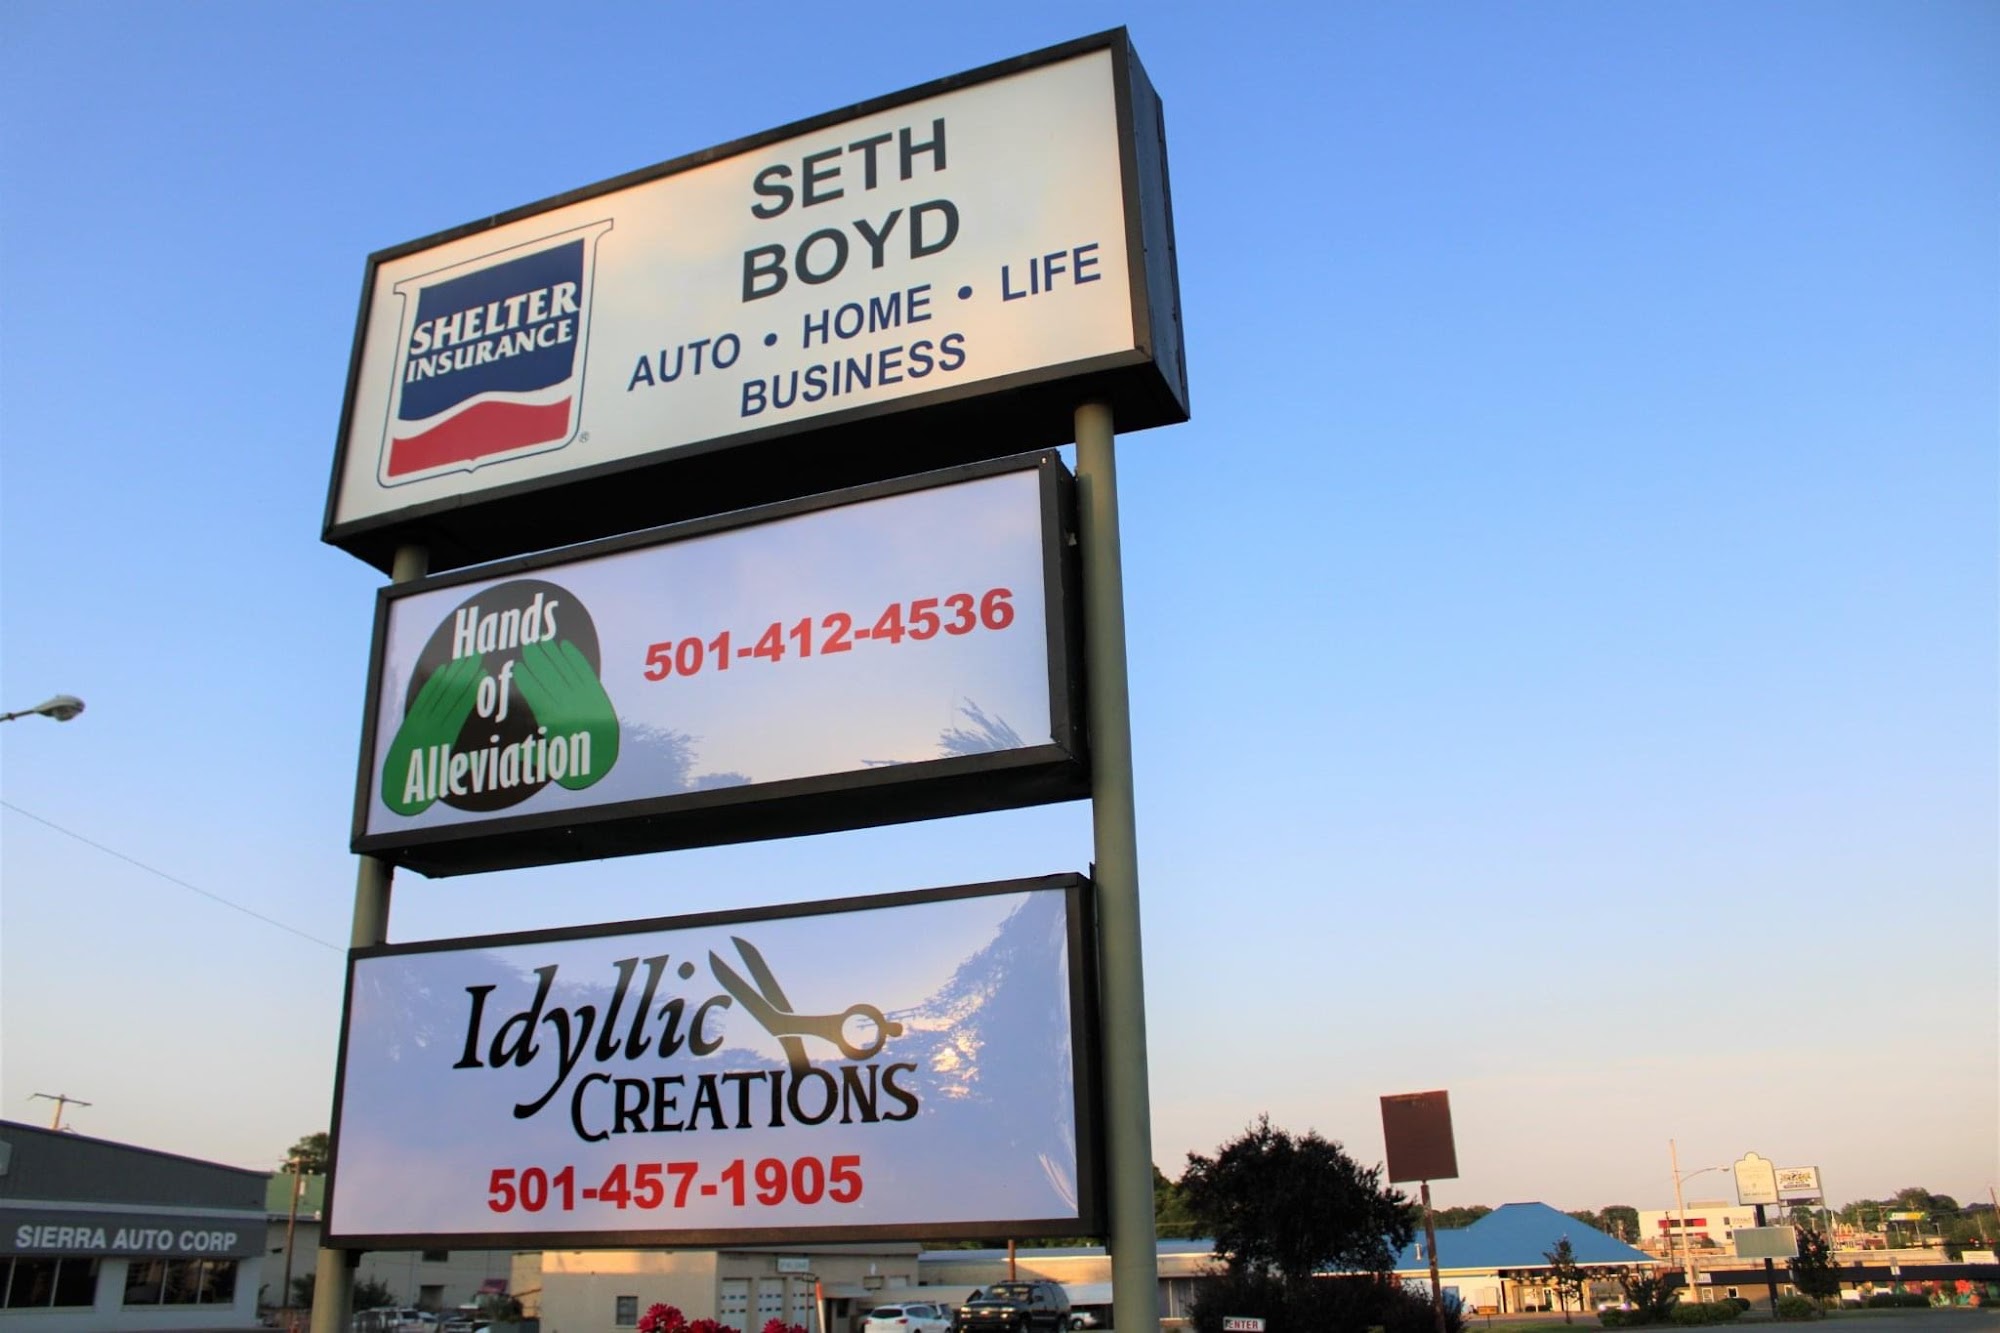 SETH
BOYD
SHELTER
INSURANCE
®
AUTO • HOME • LIFE
BUSINESS
Hands
of
Alleviation
501-412-4536
Idyllic
CREATIONS
501-457-1905
SIERRA AUTO CORP
ENTER